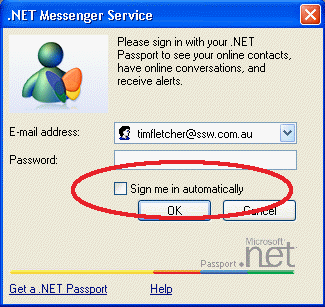 .NET Messenger Service
Please sign in with your .NET
Passport to see your online contacts,
have online conversations, and
receive alerts.
E-mail address:
timfletcher@ssw.com.au
Password:
Sign me in automatically
OK
Cancel
Microsoft
Passport .net
Get a .NET Passport
Help